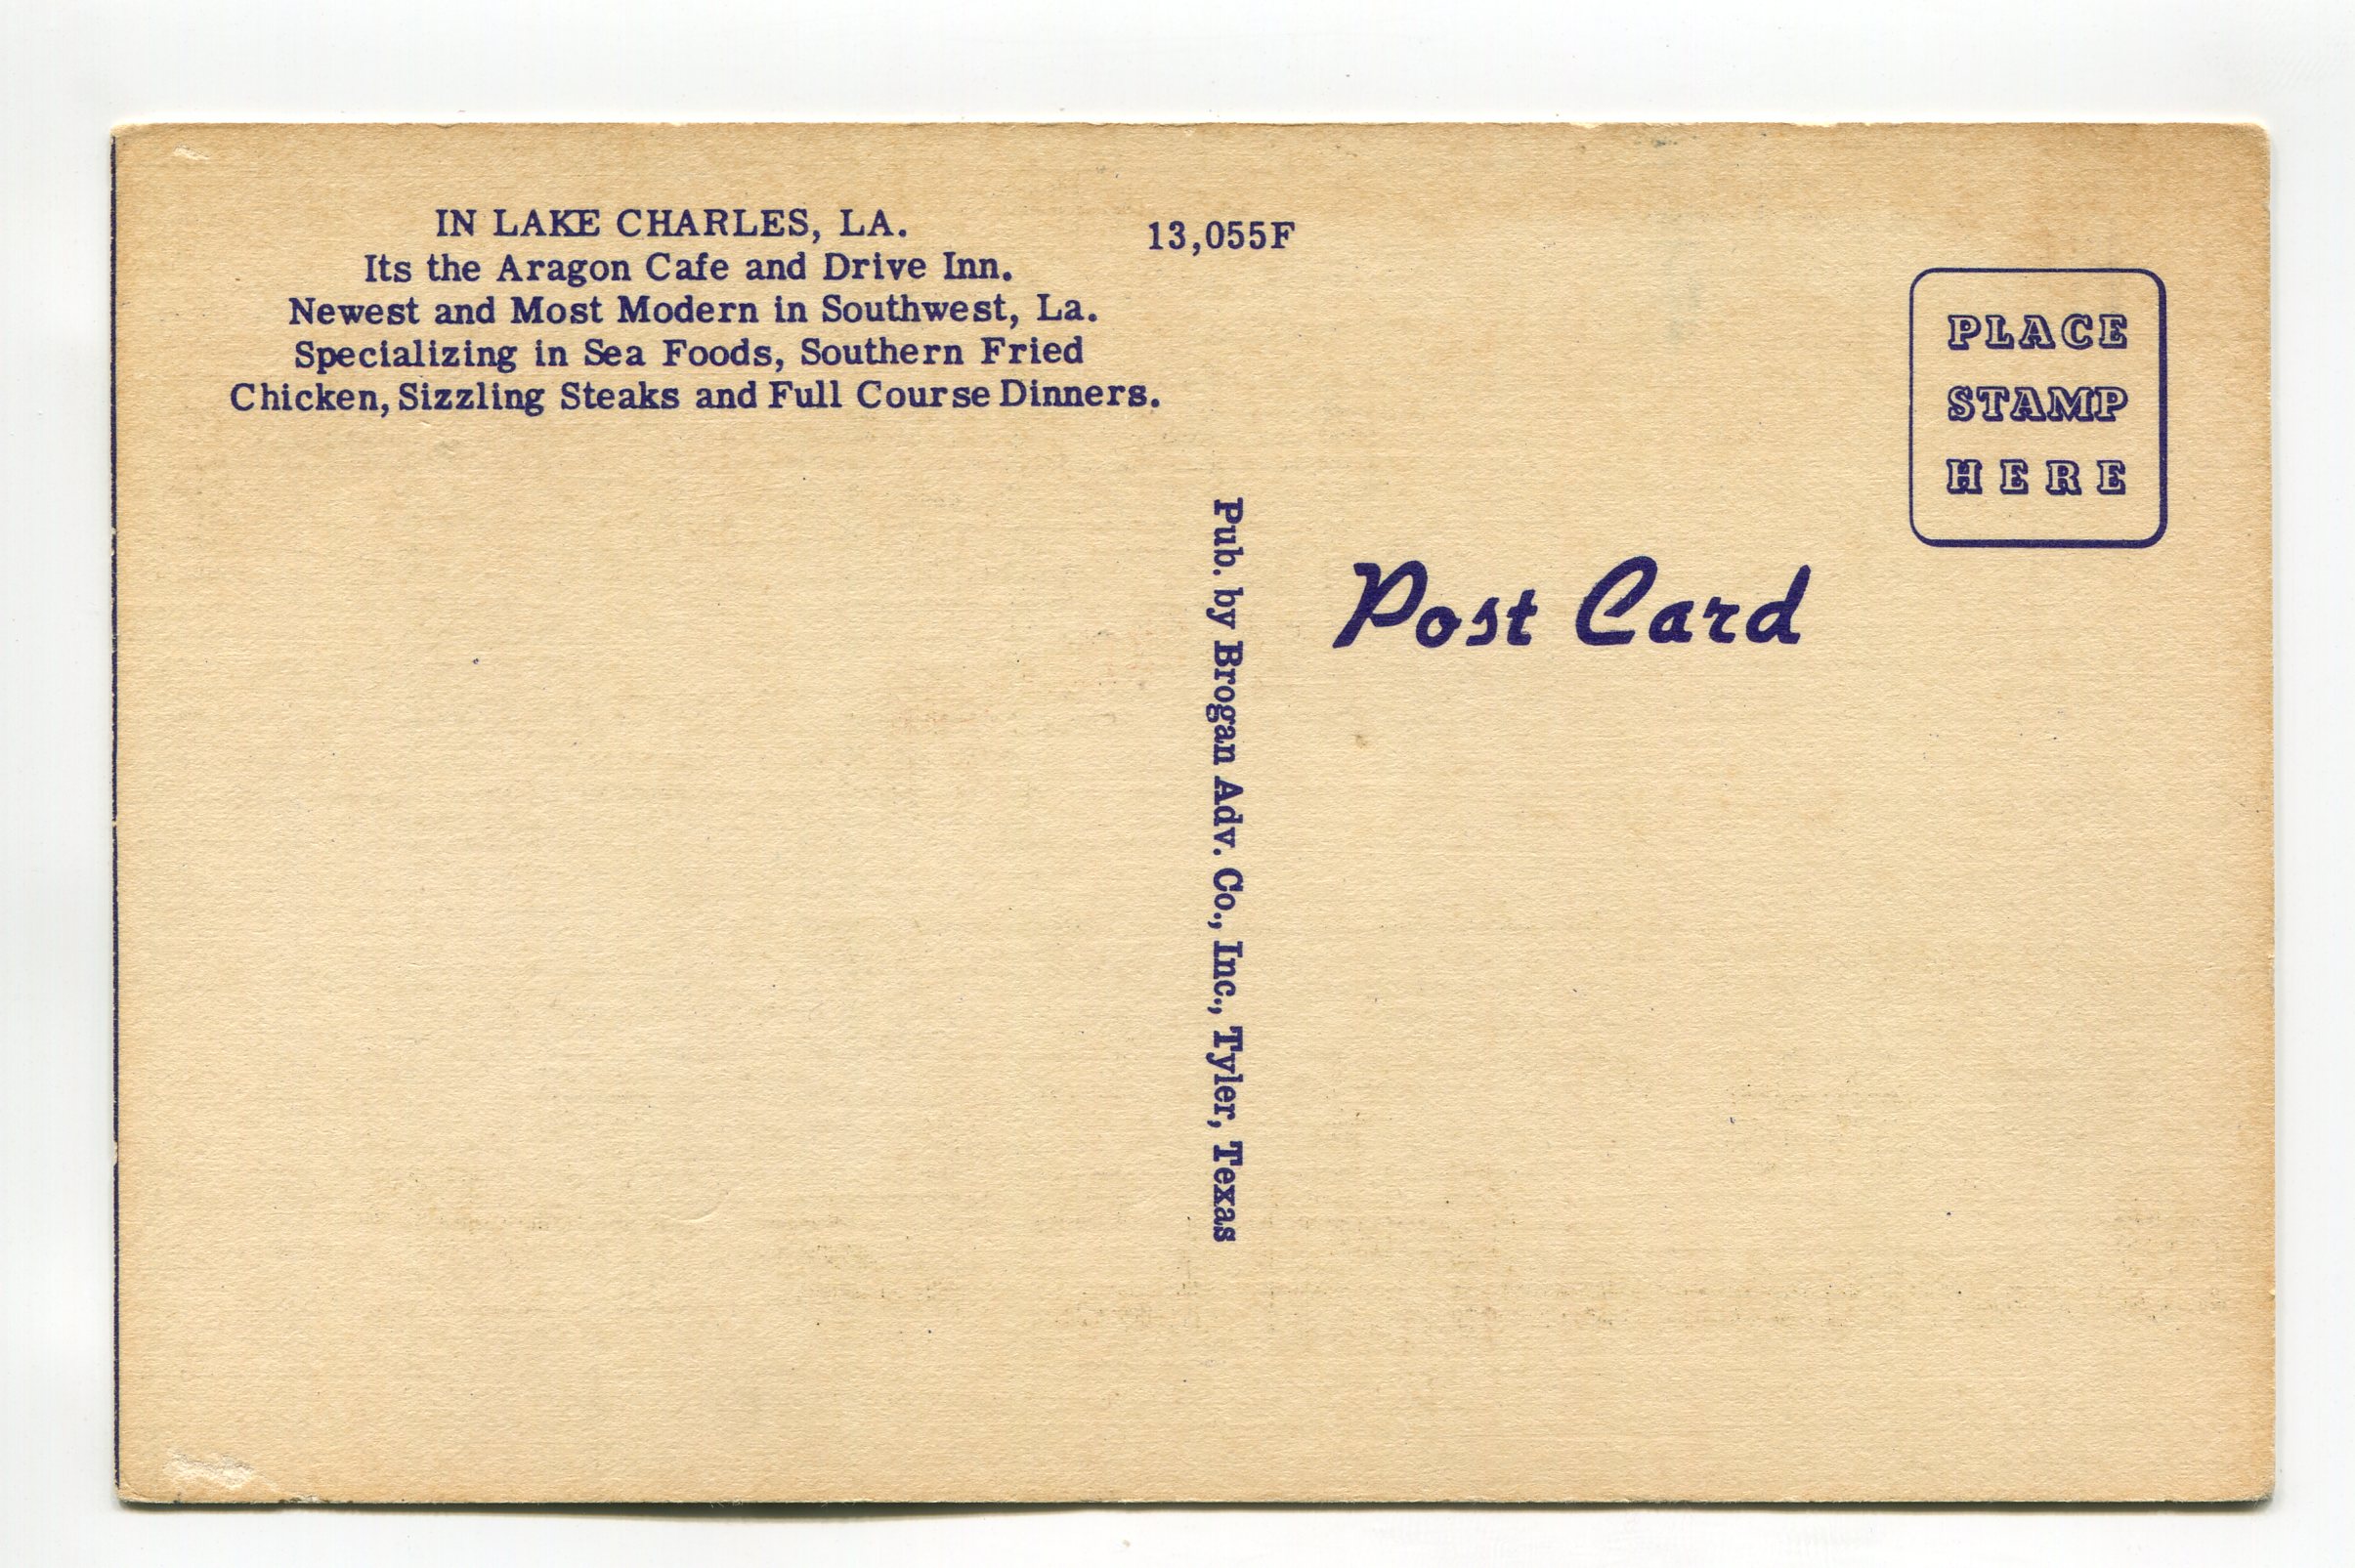 IN LAKE CHARLES, LA.
Its the Aragon Cafe and Drive Inn.
Newest and Most Modern in Southwest, La.
Specializing in Sea Foods, Southern Fried
Chicken, Sizzling Steaks and Full Course Dinners.
13,055F
Pub. by Brogan Adv. Co., Inc., Tyler, Texas
Post Card
PLACE
STAMP
HERE